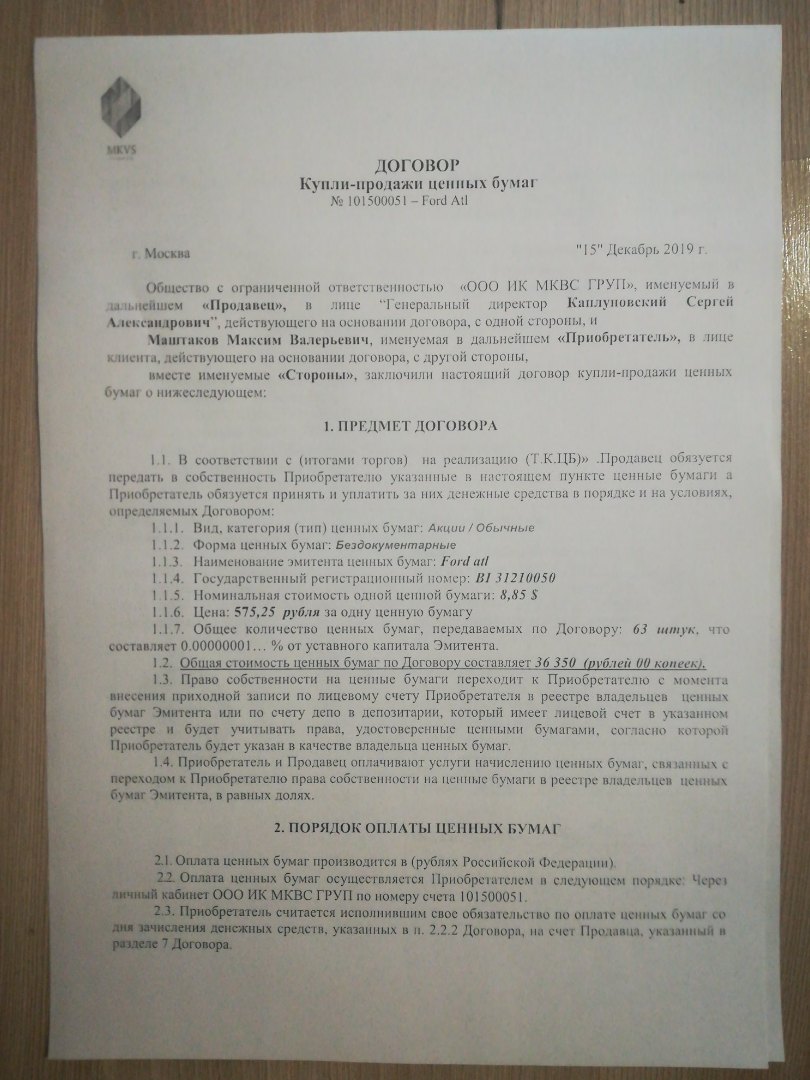 MKVS
ДОГОВОР
Купли-продажи ценных бумаг
№ 101500051 – Ford Atl
г. Москва
"15" Декабрь 2019 г.
Общество с ограниченной ответственностью «ООО ИК МКВС ГРУП», именуемый в
дальнейшем «Продавец», в лице “Генеральный директор Каплуновский Сергей
Александрович”, действующего на основании договора, с одной стороны, и
Маштаков Максим Валерьевич, именуемая в дальнейшем «Приобретатель», в лице
клиента, действующего на основании договора, с другой стороны,
вместе именуемые «Стороны», заключили настоящий договор купли-продажи ценных
бумаг о нижеследующем:
1. ПРЕДМЕТ ДОГОВОРА
1.1. В соответствии с (итогами торгов) на реализацию (Т.К.ЦБ)» .Продавец обязуется
передать в собственность Приобретателю указанные в настоящем пункте ценные бумаги а
Приобретатель обязуется принять и уплатить за них денежные средства в порядке и на условиях,
определяемых Договором:
1.1.1. Вид, категория (тип) ценных бумаг: Акции / Обычные
1.1.2. Форма ценных бумаг: Бездокументарные
1.1.3. Наименование эмитента ценных бумаг: Ford atl
1.1.4. Государственный регистрационный номер: BI 31210050
1.1.5. Номинальная стоимость одной ценной бумаги: 8,85 $
1.1.6. Цена: 575,25 рубля за одну ценную бумагу
1.1.7. Общее количество ценных бумаг, передаваемых по Договору: 63 штук, что
составляет 0.00000001… % от уставного капитала Эмитента.
1.2. Общая стоимость ценных бумаг по Договору составляет 36 350 (рублей 00 копеек).
1.3. Право собственности на ценные бумаги переходит к Приобретателю с момента
внесения приходной записи по лицевому счету Приобретателя в реестре владельцев ценных
бумаг Эмитента или по счету депо в депозитарии, который имеет лицевой счет в указанном
реестре и будет учитывать права, удостоверенные ценными бумагами, согласно которой
Приобретатель будет указан в качестве владельца ценных бумаг.
1.4. Приобретатель и Продавец оплачивают услуги начислению ценных бумаг, связанных с
переходом к Приобретателю права собственности на ценные бумаги в реестре владельцев ценных
бумаг Эмитента, в равных долях.
2. ПОРЯДОК ОПЛАТЫ ЦЕННЫХ БУМАГ
2.1. Оплата ценных бумаг производится в (рублях Российской Федерации).
2.2. Оплата ценных бумаг осуществляется Приобретателем в следующем порядке: Через
личный кабинет ООО ИК МКВС ГРУП по номеру счета 101500051.
2.3. Приобретатель считается исполнившим свое обязательство по оплате ценных бумаг со
дня зачисления денежных средств, указанных в п. 2.2.2 Договора, на счет Продавца, указанный в
разделе 7 Договора.